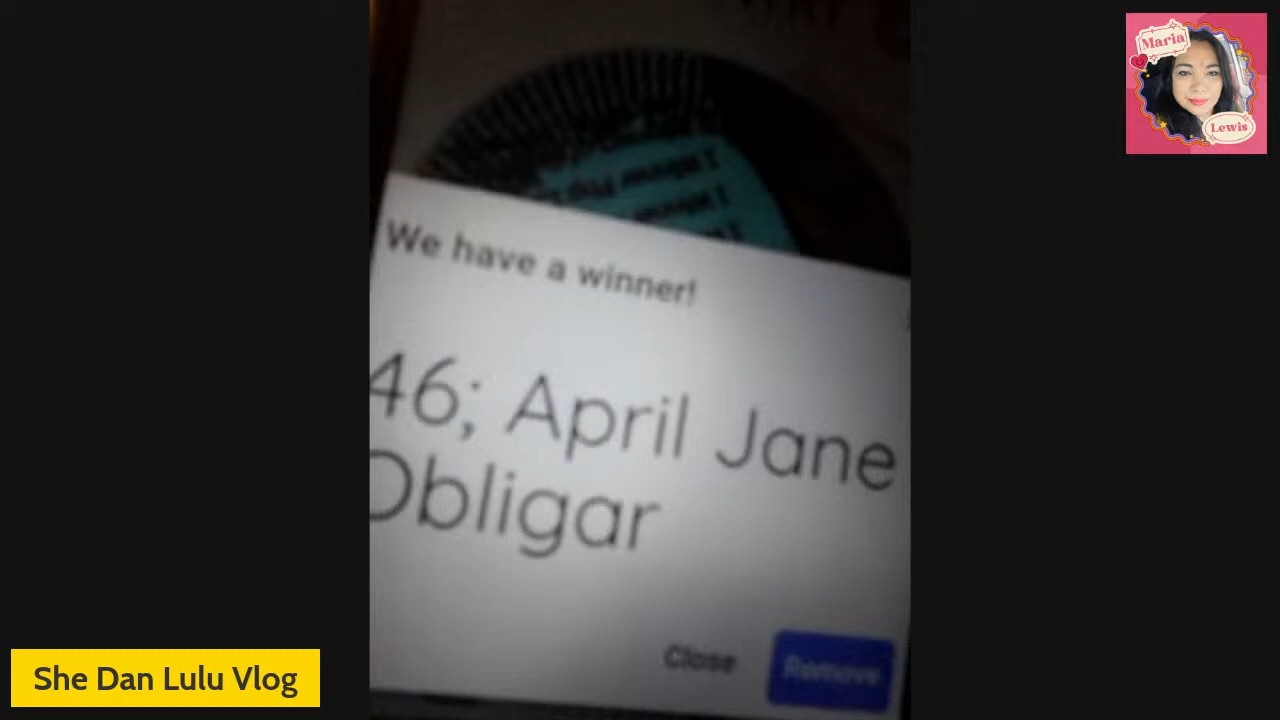 Maria
Lewis
We have a winner!
46; April Jane
Obligar
Close
Remove
She Dan Lulu Vlog